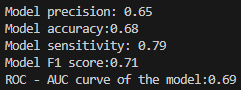 Model precision: 0.65
Model accuracy:0.68
Model sensitivity: 0.79
Model F1 score:0.71
ROC - AUC curve of the model:0.69